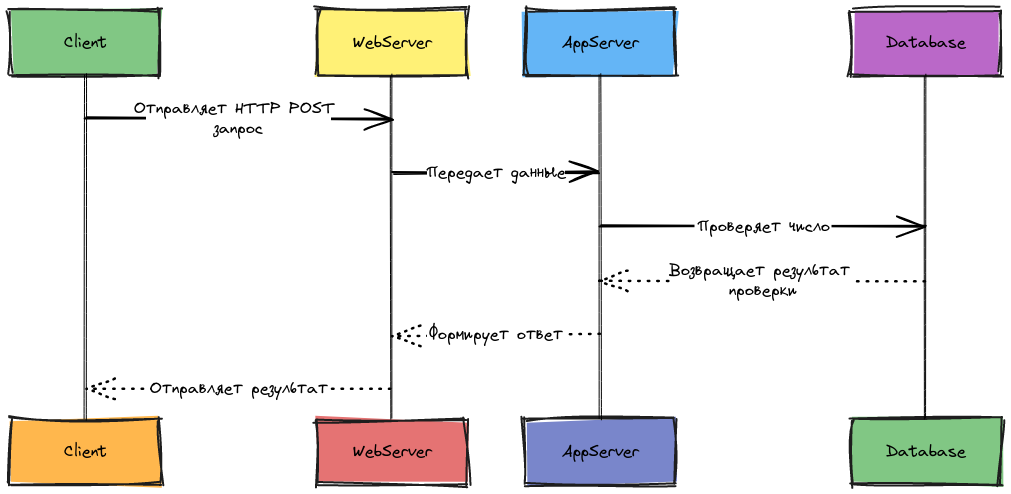 Client
WebServer
AppServer
Database
Отправляет HTTP POST
запрос
Передает данные
Проверяет число
Возвращает результат
проверки
Формирует ответ
Отправляет результат
Client
WebServer
AppServer
Database